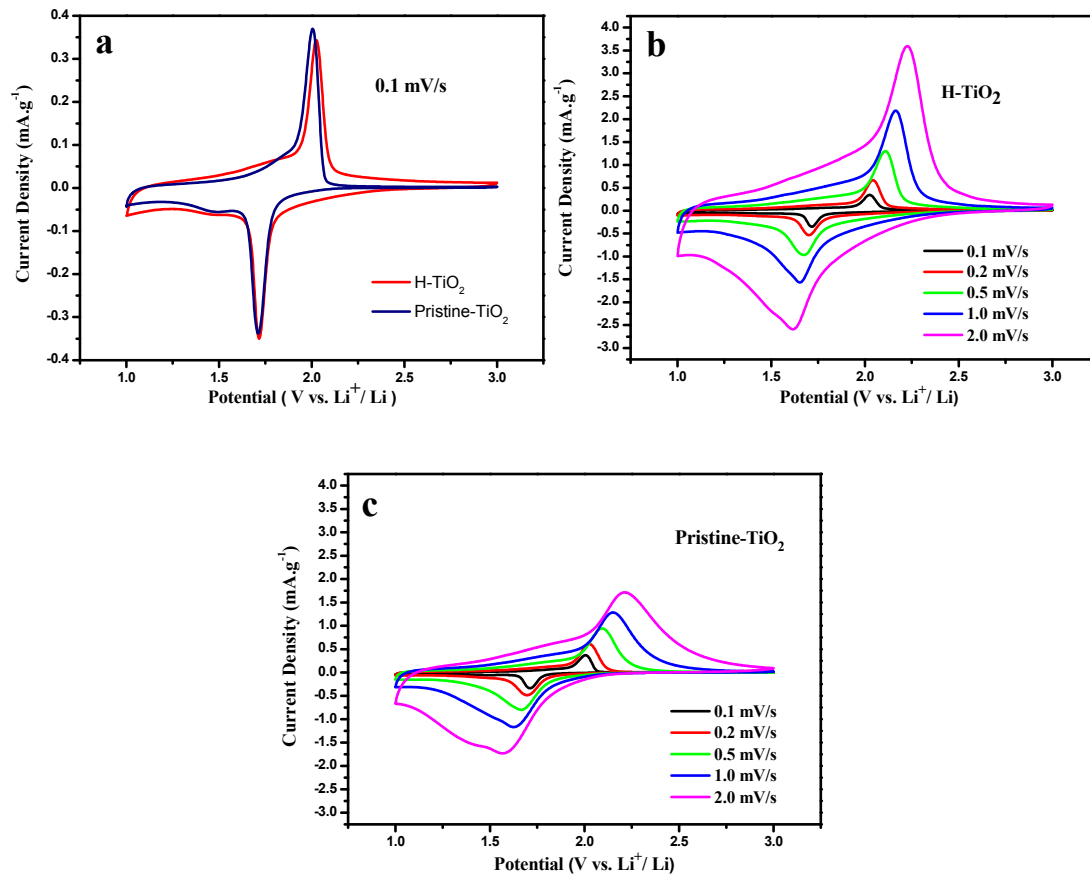 a
0.1 mV/s
0.4
0.3
0.2
0.1
0.0
-0.1
-0.2
-0.3
-0.4
Current Density (mA.g⁻¹)
H-TiO₂
Pristine-TiO₂
1.0 1.5 2.0 2.5 3.0
Potential ( V vs. Li⁺/ Li )
b
H-TiO₂
4.0
3.5
3.0
2.5
2.0
1.5
1.0
0.5
0.0
-0.5
-1.0
-1.5
-2.0
-2.5
-3.0
Current Density (mA.g⁻¹)
0.1 mV/s
0.2 mV/s
0.5 mV/s
1.0 mV/s
2.0 mV/s
1.0 1.5 2.0 2.5 3.0
Potential (V vs. Li⁺/ Li)
c
Pristine-TiO₂
4.0
3.5
3.0
2.5
2.0
1.5
1.0
0.5
0.0
-0.5
-1.0
-1.5
-2.0
-2.5
-3.0
Current Density (mA.g⁻¹)
0.1 mV/s
0.2 mV/s
0.5 mV/s
1.0 mV/s
2.0 mV/s
1.0 1.5 2.0 2.5 3.0
Potential (V vs. Li⁺/ Li)